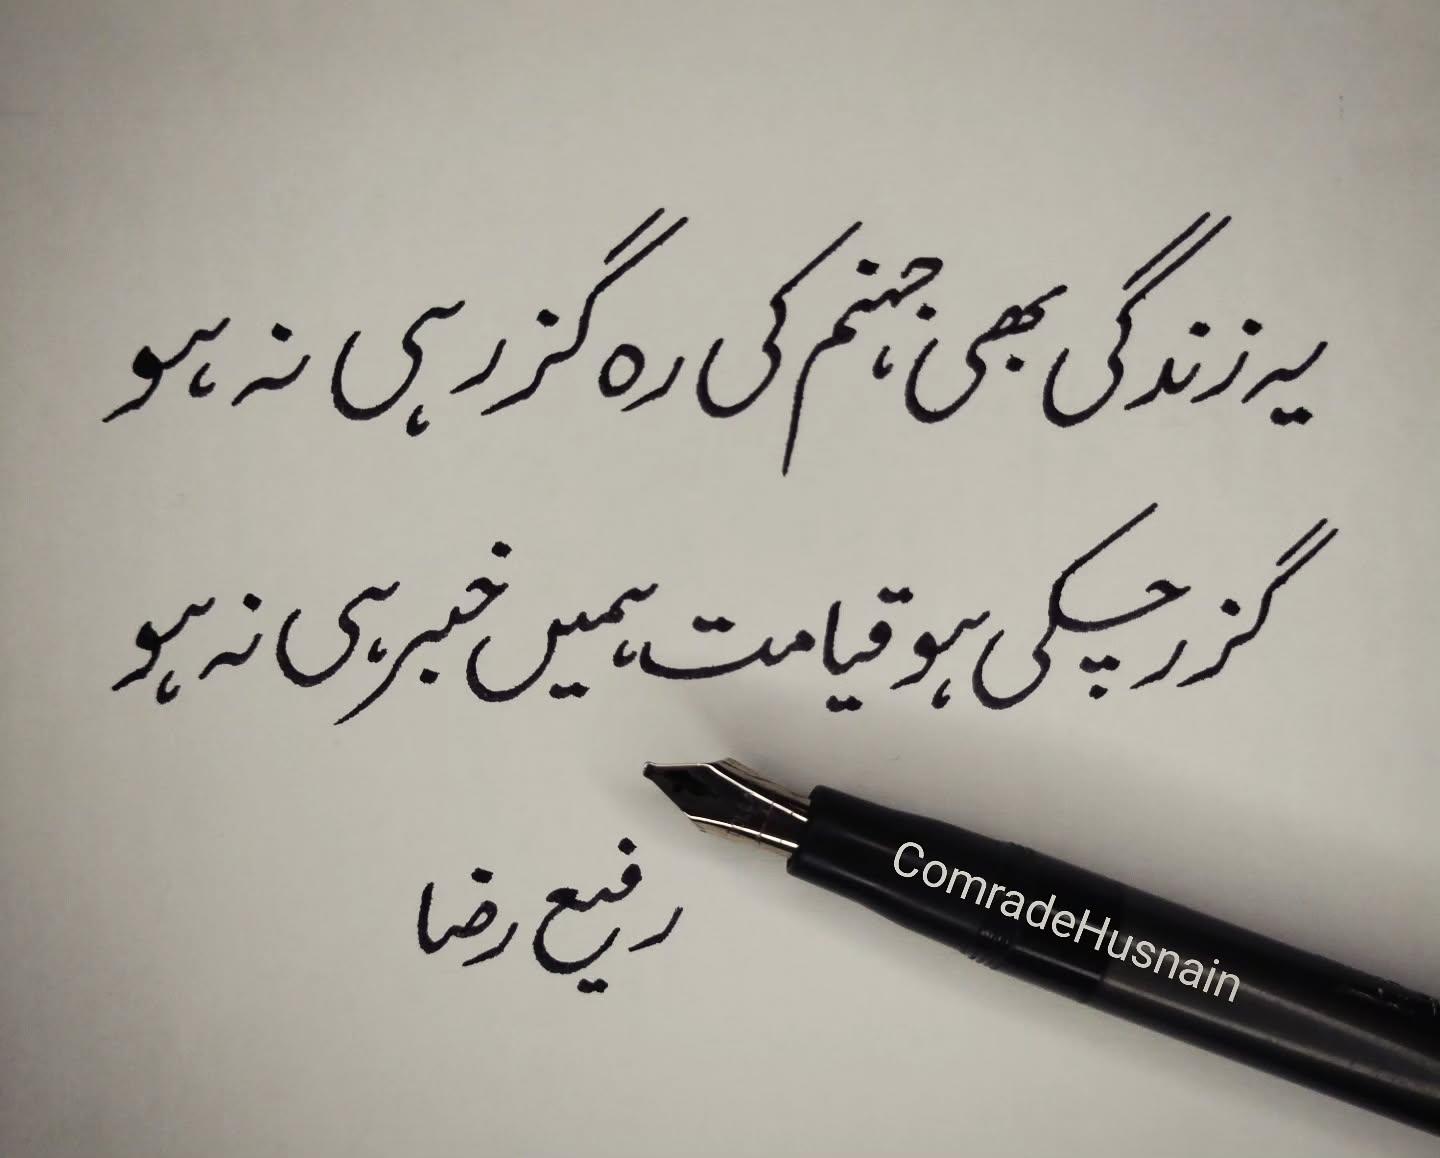 یہ زندگی بھی جہنم کی رہ گزر ہی نہ ہو
گزر چکی ہو قیامت ہمیں خبر ہی نہ ہو
رفیع رضا
ComradeHusnain